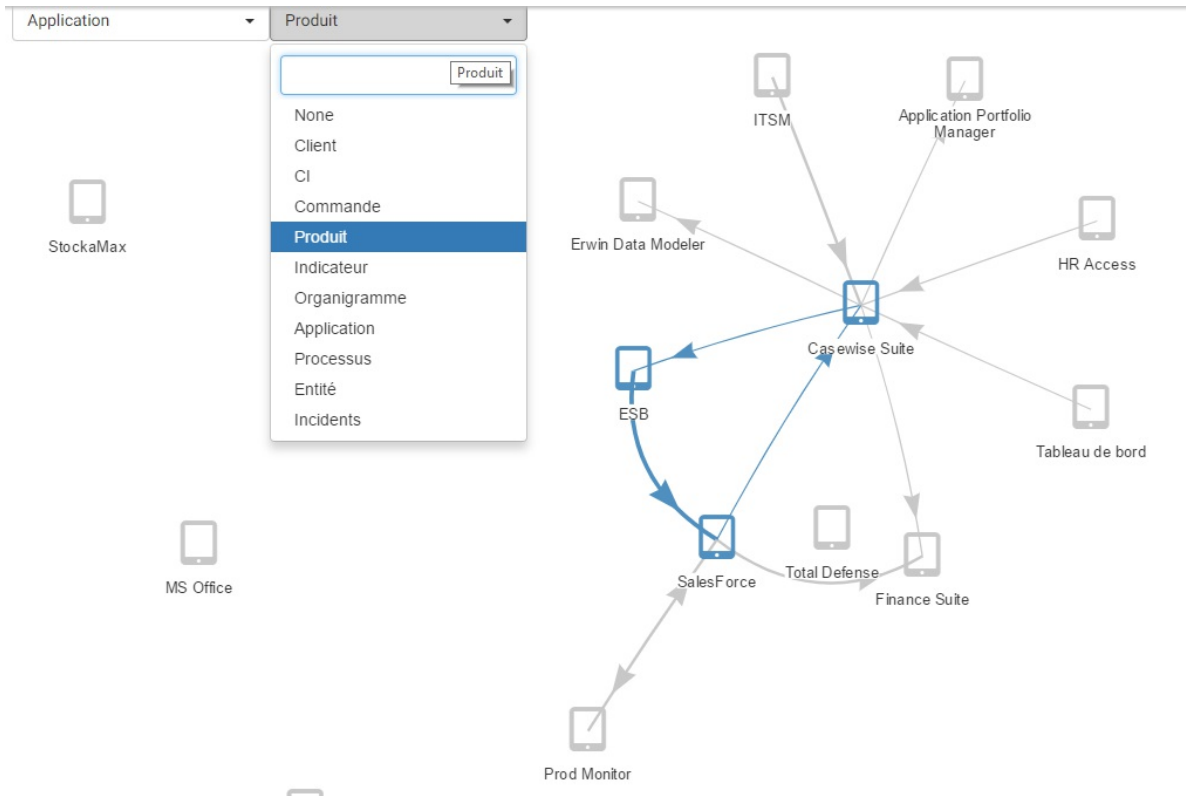 Application
Produit
Produit
None
Client
CI
Commande
Produit
Indicateur
Organigramme
Application
Processus
Entité
Incidents
ITSM
Application Portfolio
Manager
StockaMax
Erwin Data Modeler
HR Access
Casewise Suite
ESB
Tableau de bord
MS Office
SalesForce
Total Defense
Finance Suite
Prod Monitor